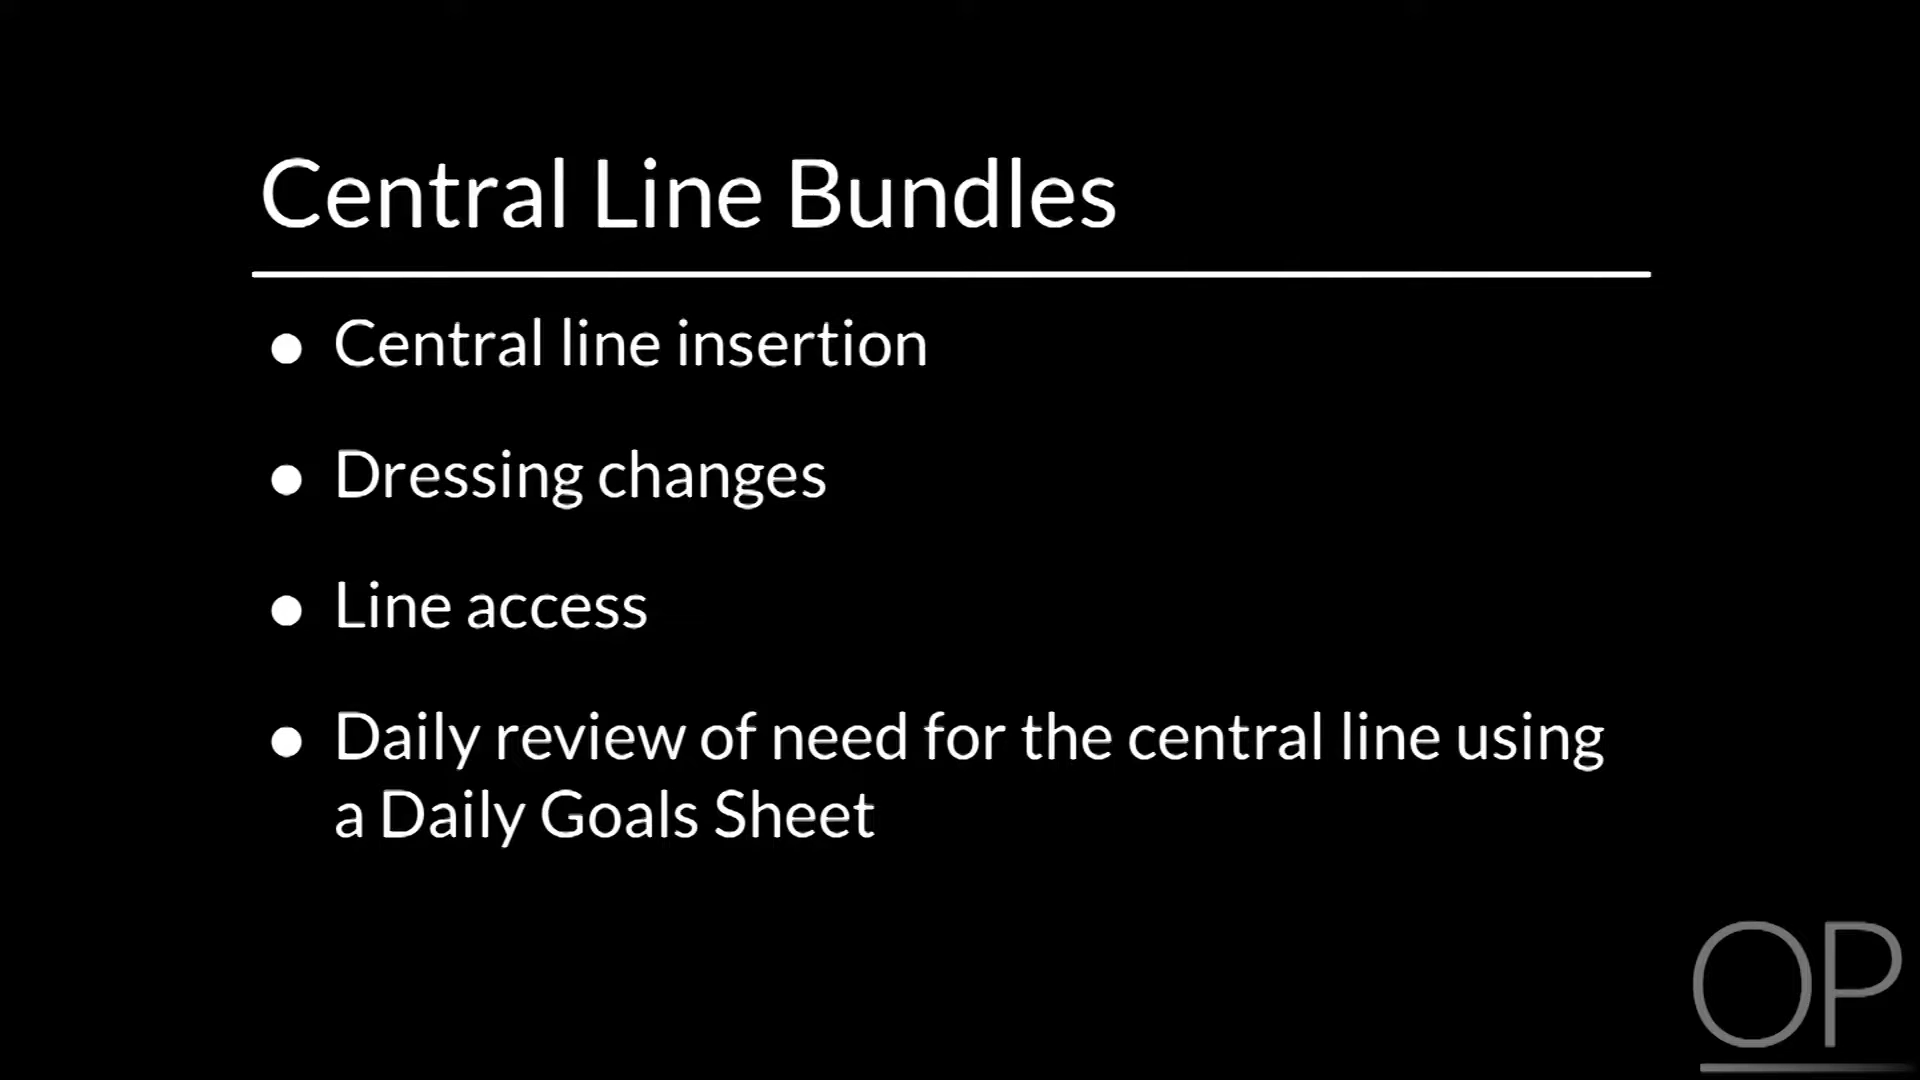 Central Line Bundles
● Central line insertion
● Dressing changes
● Line access
● Daily review of need for the central line using
a Daily Goals Sheet
OP